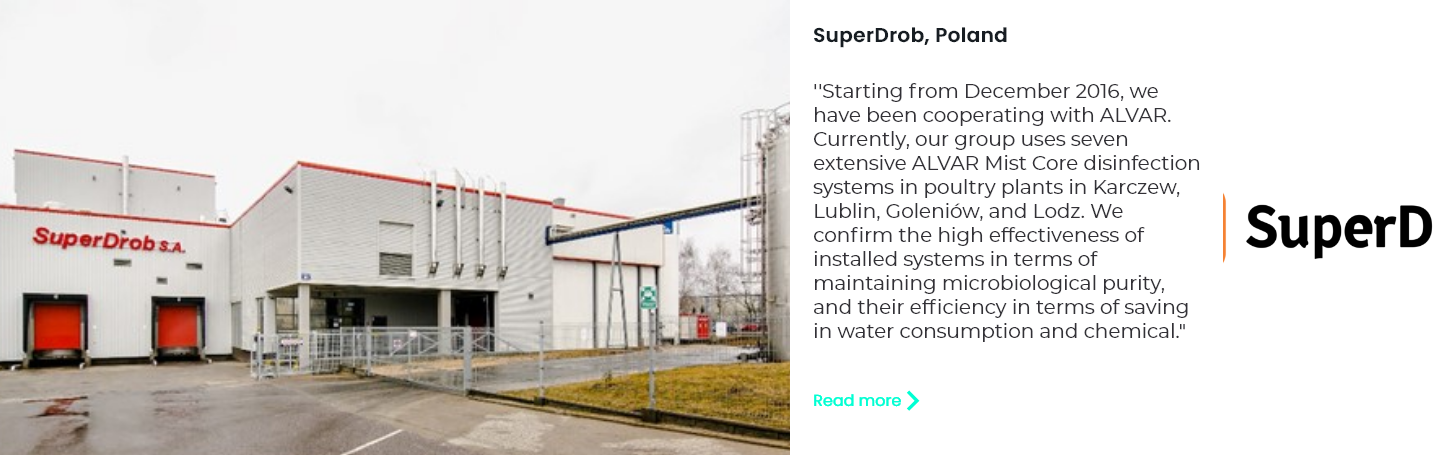 SuperDrob S.A.
SuperDrob, Poland
''Starting from December 2016, we
have been cooperating with ALVAR.
Currently, our group uses seven
extensive ALVAR Mist Core disinfection
systems in poultry plants in Karczew,
Lublin, Goleniów, and Lodz. We
confirm the high effectiveness of
installed systems in terms of
maintaining microbiological purity,
and their efficiency in terms of saving
in water consumption and chemical."
Read more
SuperD